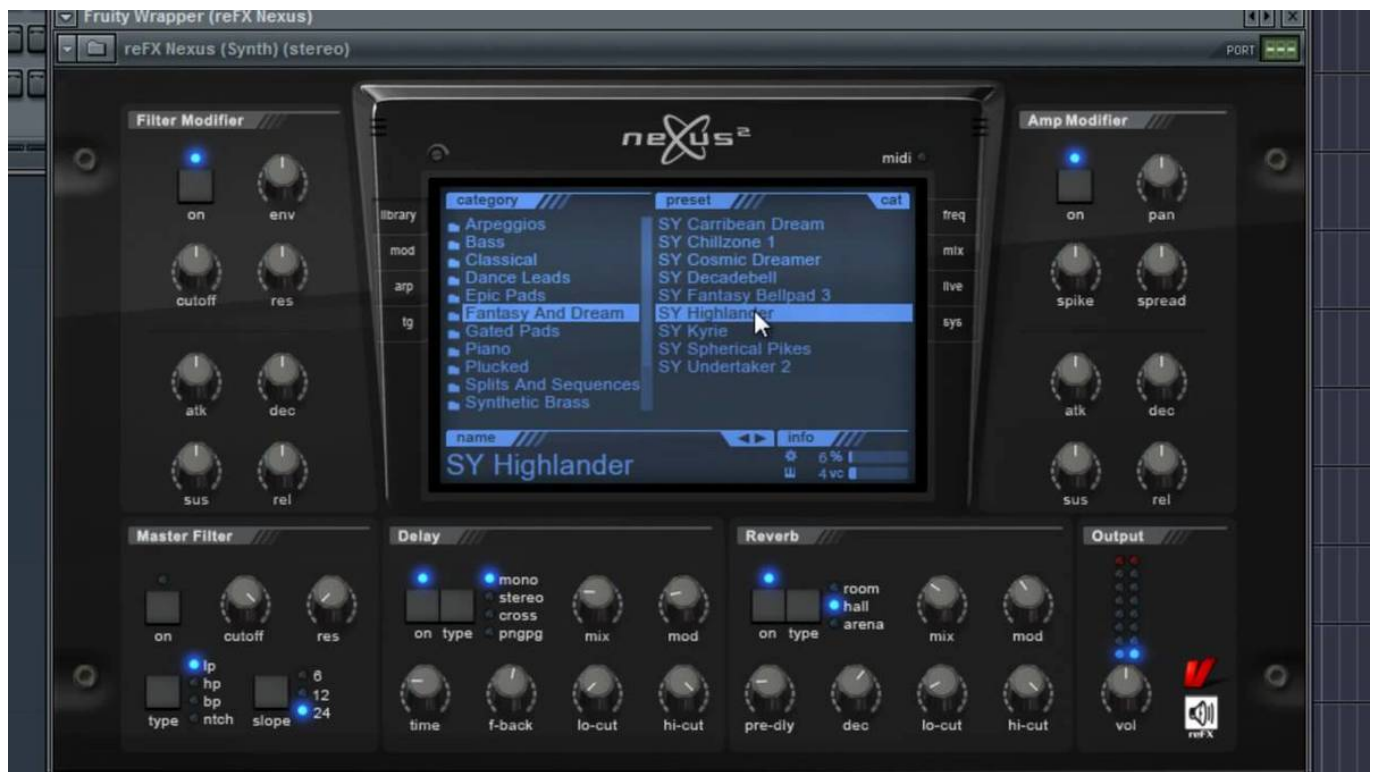 Fruity Wrapper (reFX Nexus)
reFX Nexus (Synth) (stereo)
PORT
Filter Modifier
on
env
cutoff
res
atk
dec
sus
rel
nexus²
midi
library
mod
arp
tg
category
Arpeggios
Bass
Classical
Dance Leads
Epic Pads
Fantasy And Dream
Gated Pads
Piano
Plucked
Splits And Sequences
Synthetic Brass
preset
cat
SY Carribean Dream
SY Chillzone 1
SY Cosmic Dreamer
SY Decadebell
SY Fantasy Bellpad 3
SY Highlander
SY Kyrie
SY Spherical Pikes
SY Undertaker 2
name
SY Highlander
info
6 %
4 vc
freq
mix
live
sys
Amp Modifier
on
pan
spike
spread
atk
dec
sus
rel
Master Filter
on
cutoff
res
type
lp
hp
bp
ntch
slope
6
12
24
Delay
on
type
mono
stereo
cross
pngpg
mix
mod
time
f-back
lo-cut
hi-cut
Reverb
on
type
room
hall
arena
mix
mod
pre-dly
dec
lo-cut
hi-cut
Output
vol
V
reFX